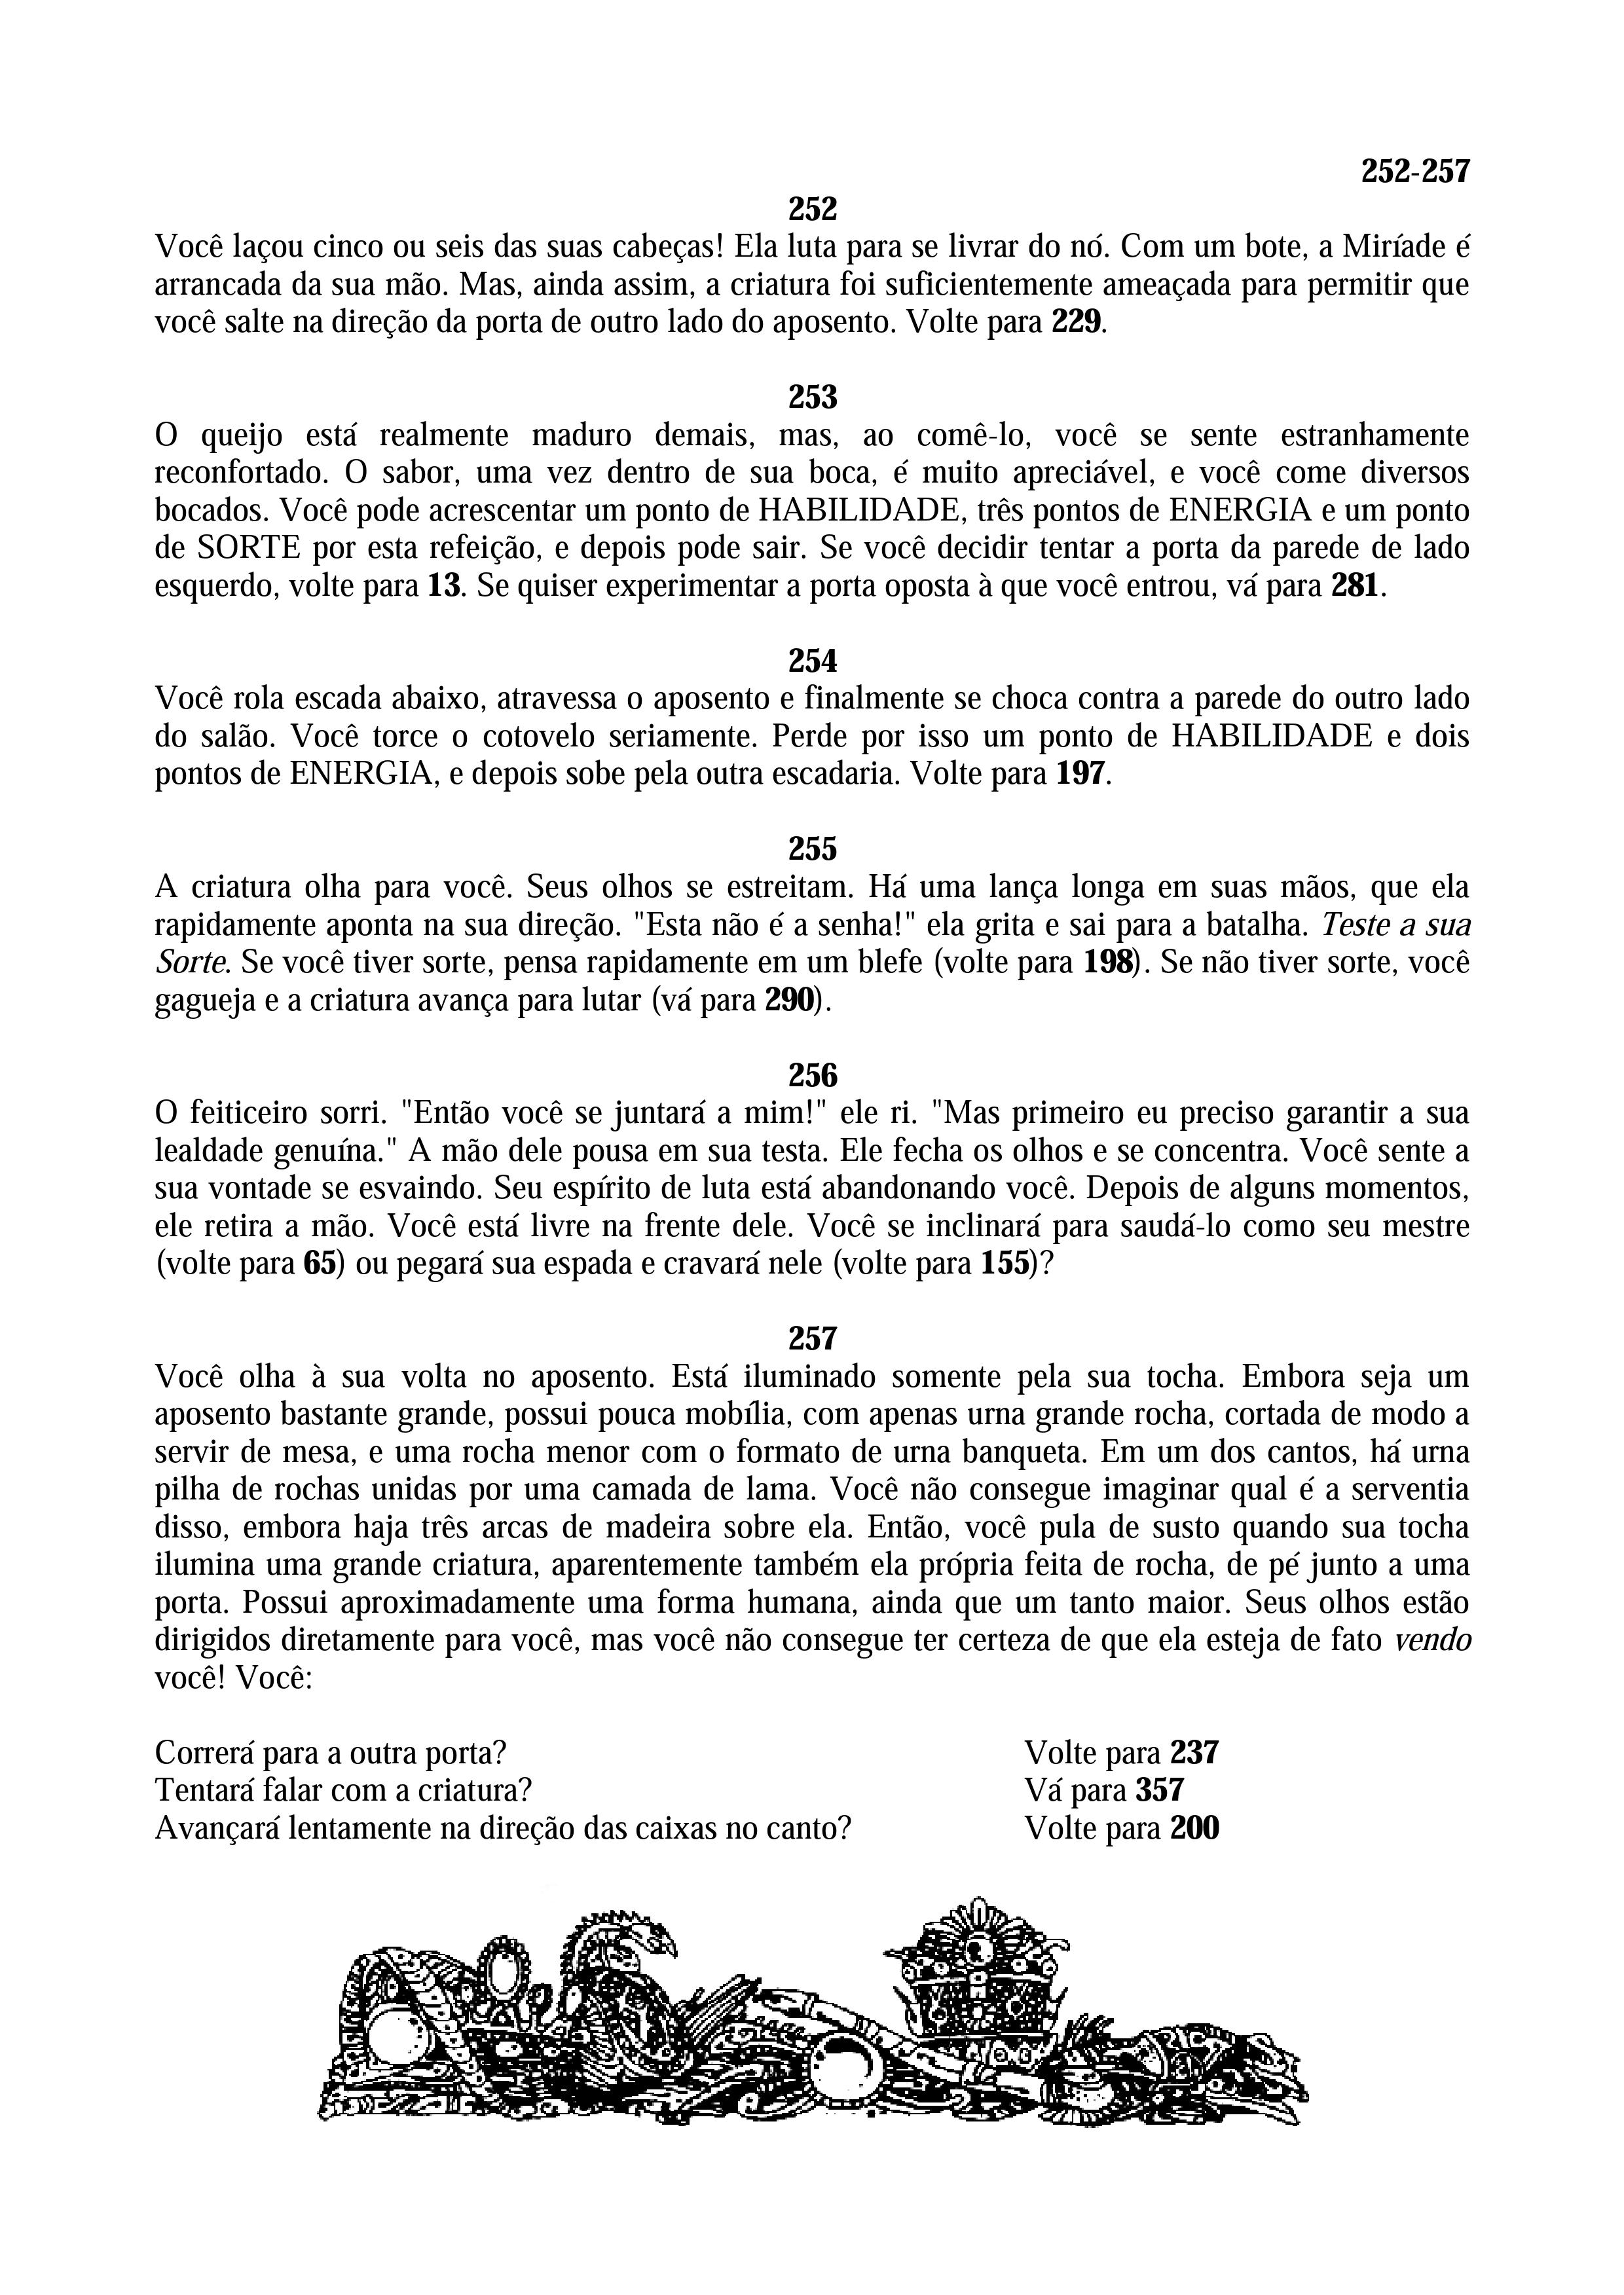 252-257
252
Você laçou cinco ou seis das suas cabeças! Ela luta para se livrar do nó. Com um bote, a Miríade é
arrancada da sua mão. Mas, ainda assim, a criatura foi suficientemente ameaçada para permitir que
você salte na direção da porta de outro lado do aposento. Volte para 229.
253
O queijo está realmente maduro demais, mas, ao comê-lo, você se sente estranhamente
reconfortado. O sabor, uma vez dentro de sua boca, é muito apreciável, e você come diversos
bocados. Você pode acrescentar um ponto de HABILIDADE, três pontos de ENERGIA e um ponto
de SORTE por esta refeição, e depois pode sair. Se você decidir tentar a porta da parede de lado
esquerdo, volte para 13. Se quiser experimentar a porta oposta à que você entrou, vá para 281.
254
Você rola escada abaixo, atravessa o aposento e finalmente se choca contra a parede do outro lado
do salão. Você torce o cotovelo seriamente. Perde por isso um ponto de HABILIDADE e dois
pontos de ENERGIA, e depois sobe pela outra escadaria. Volte para 197.
255
A criatura olha para você. Seus olhos se estreitam. Há uma lança longa em suas mãos, que ela
rapidamente aponta na sua direção. "Esta não é a senha!" ela grita e sai para a batalha. Teste a sua
Sorte. Se você tiver sorte, pensa rapidamente em um blefe (volte para 198). Se não tiver sorte, você
gagueja e a criatura avança para lutar (vá para 290).
256
O feiticeiro sorri. "Então você se juntará a mim!" ele ri. "Mas primeiro eu preciso garantir a sua
lealdade genuína." A mão dele pousa em sua testa. Ele fecha os olhos e se concentra. Você sente a
sua vontade se esvaindo. Seu espírito de luta está abandonando você. Depois de alguns momentos,
ele retira a mão. Você está livre na frente dele. Você se inclinará para saudá-lo como seu mestre
(volte para 65) ou pegará sua espada e cravará nele (volte para 155)?
257
Você olha à sua volta no aposento. Está iluminado somente pela sua tocha. Embora seja um
aposento bastante grande, possui pouca mobília, com apenas urna grande rocha, cortada de modo a
servir de mesa, e uma rocha menor com o formato de urna banqueta. Em um dos cantos, há urna
pilha de rochas unidas por uma camada de lama. Você não consegue imaginar qual é a serventia
disso, embora haja três arcas de madeira sobre ela. Então, você pula de susto quando sua tocha
ilumina uma grande criatura, aparentemente também ela própria feita de rocha, de pé junto a uma
porta. Possui aproximadamente uma forma humana, ainda que um tanto maior. Seus olhos estão
dirigidos diretamente para você, mas você não consegue ter certeza de que ela esteja de fato vendo
você! Você:
Correrá para a outra porta? Volte para 237
Tentará falar com a criatura? Vá para 357
Avançará lentamente na direção das caixas no canto? Volte para 200